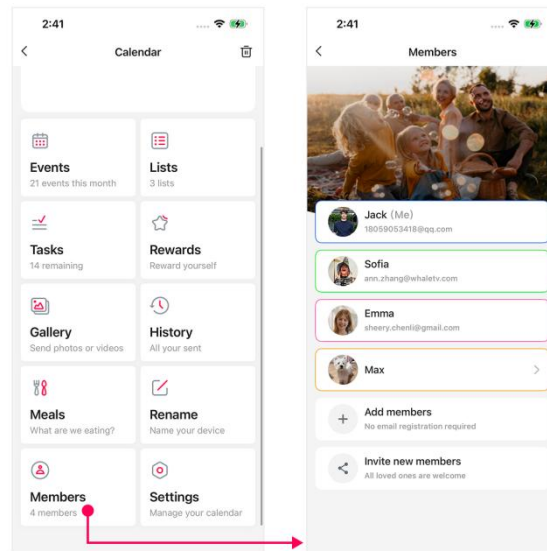 2:41
Calendar
Events
21 events this month
Lists
3 lists
Tasks
14 remaining
Rewards
Reward yourself
Gallery
Send photos or videos
History
All your sent
Meals
What are we eating?
Rename
Name your device
Members
4 members
Settings
Manage your calendar
2:41
Members
Jack (Me)
18059053418@qq.com
Sofia
ann.zhang@whaletv.com
Emma
sheery.chenli@gmail.com
Max
Add members
No email registration required
Invite new members
All loved ones are welcome